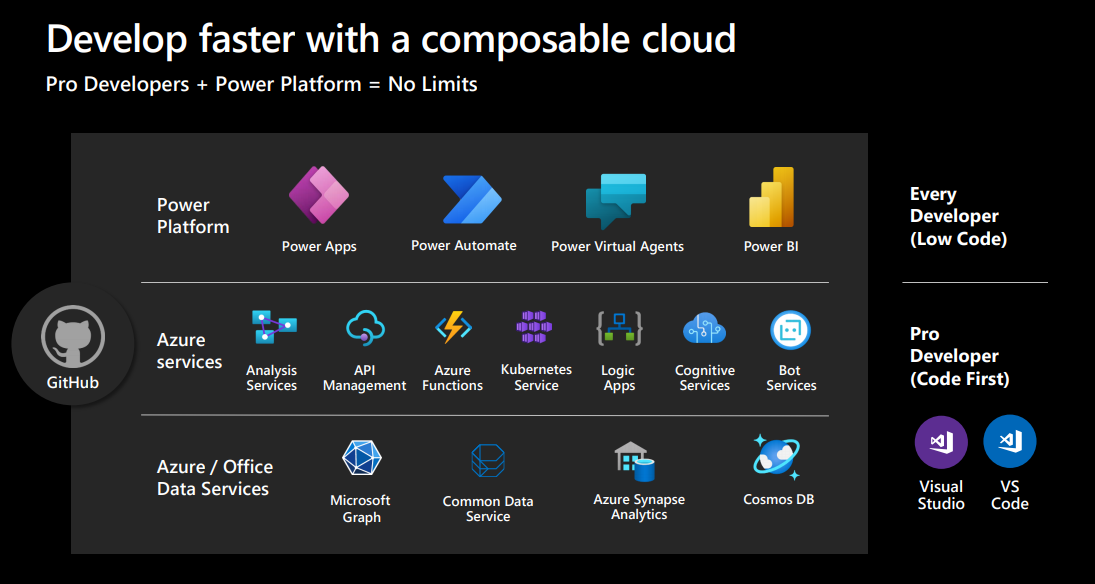 Develop faster with a composable cloud
Pro Developers + Power Platform = No Limits
Power
Platform
Power Apps
Power Automate
Power Virtual Agents
Power BI
Every
Developer
(Low Code)
GitHub
Azure
services
Analysis
Services
API
Management
Azure
Functions
Kubernetes
Service
Logic
Apps
Cognitive
Services
Bot
Services
Pro
Developer
(Code First)
Azure / Office
Data Services
Microsoft
Graph
Common Data
Service
Azure Synapse
Analytics
Cosmos DB
Visual
Studio
VS
Code